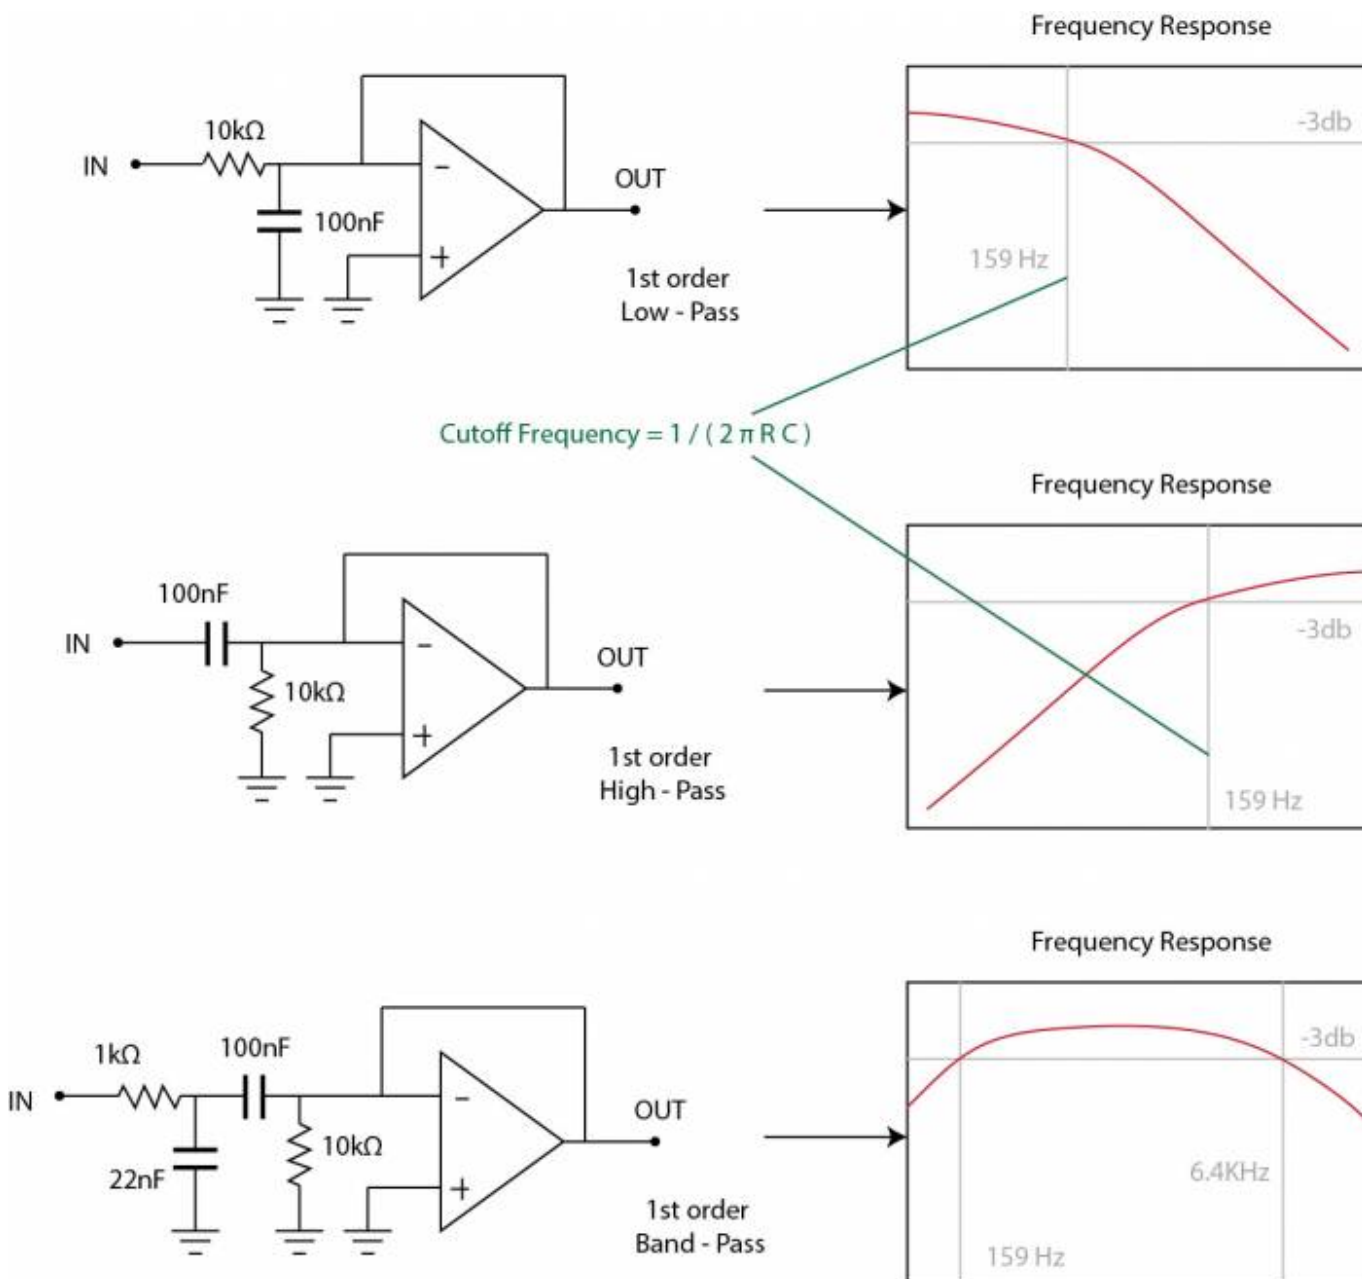 Frequency Response
10kΩ
IN
100nF
−
+
OUT
1st order
Low - Pass
-3db
159 Hz
Cutoff Frequency = 1 / ( 2 π R C )
Frequency Response
100nF
IN
10kΩ
−
+
OUT
1st order
High - Pass
-3db
159 Hz
Frequency Response
1kΩ
100nF
IN
22nF
10kΩ
−
+
OUT
1st order
Band - Pass
-3db
6.4KHz
159 Hz